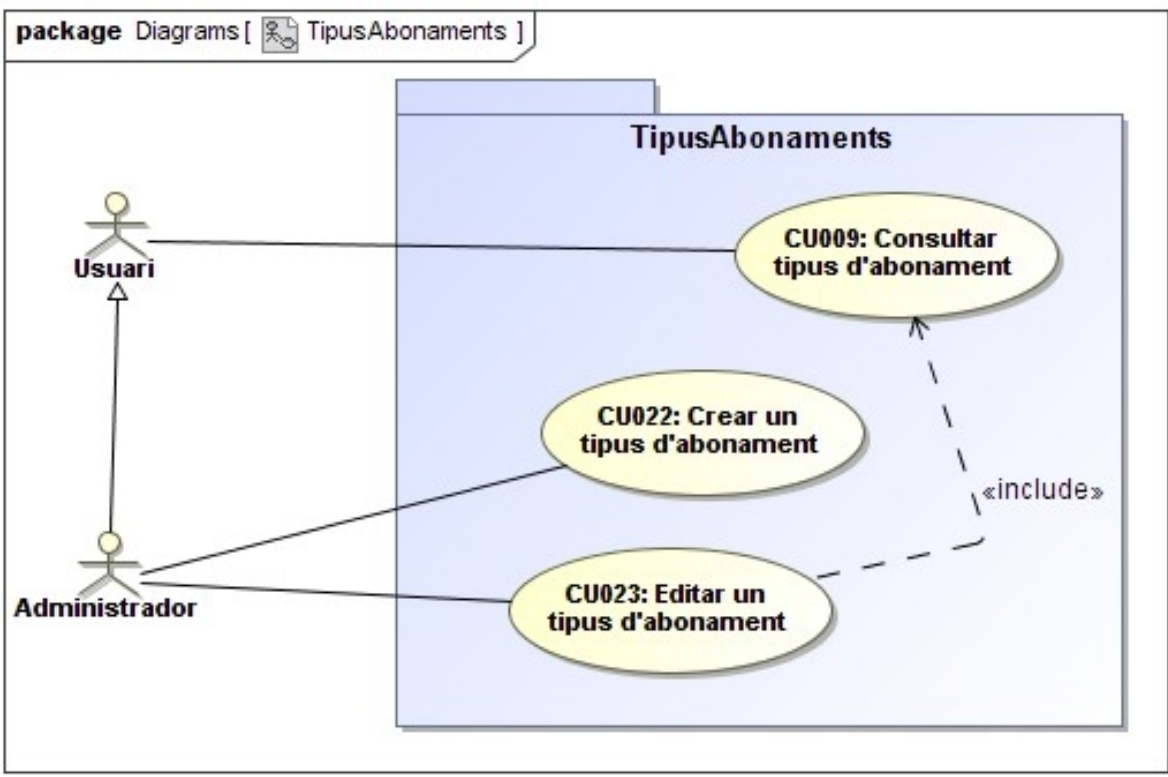 package Diagrams [ TipusAbonaments ]
TipusAbonaments
Usuari
CU009: Consultar
tipus d'abonament
CU022: Crear un
tipus d'abonament
«include»
Administrador
CU023: Editar un
tipus d'abonament